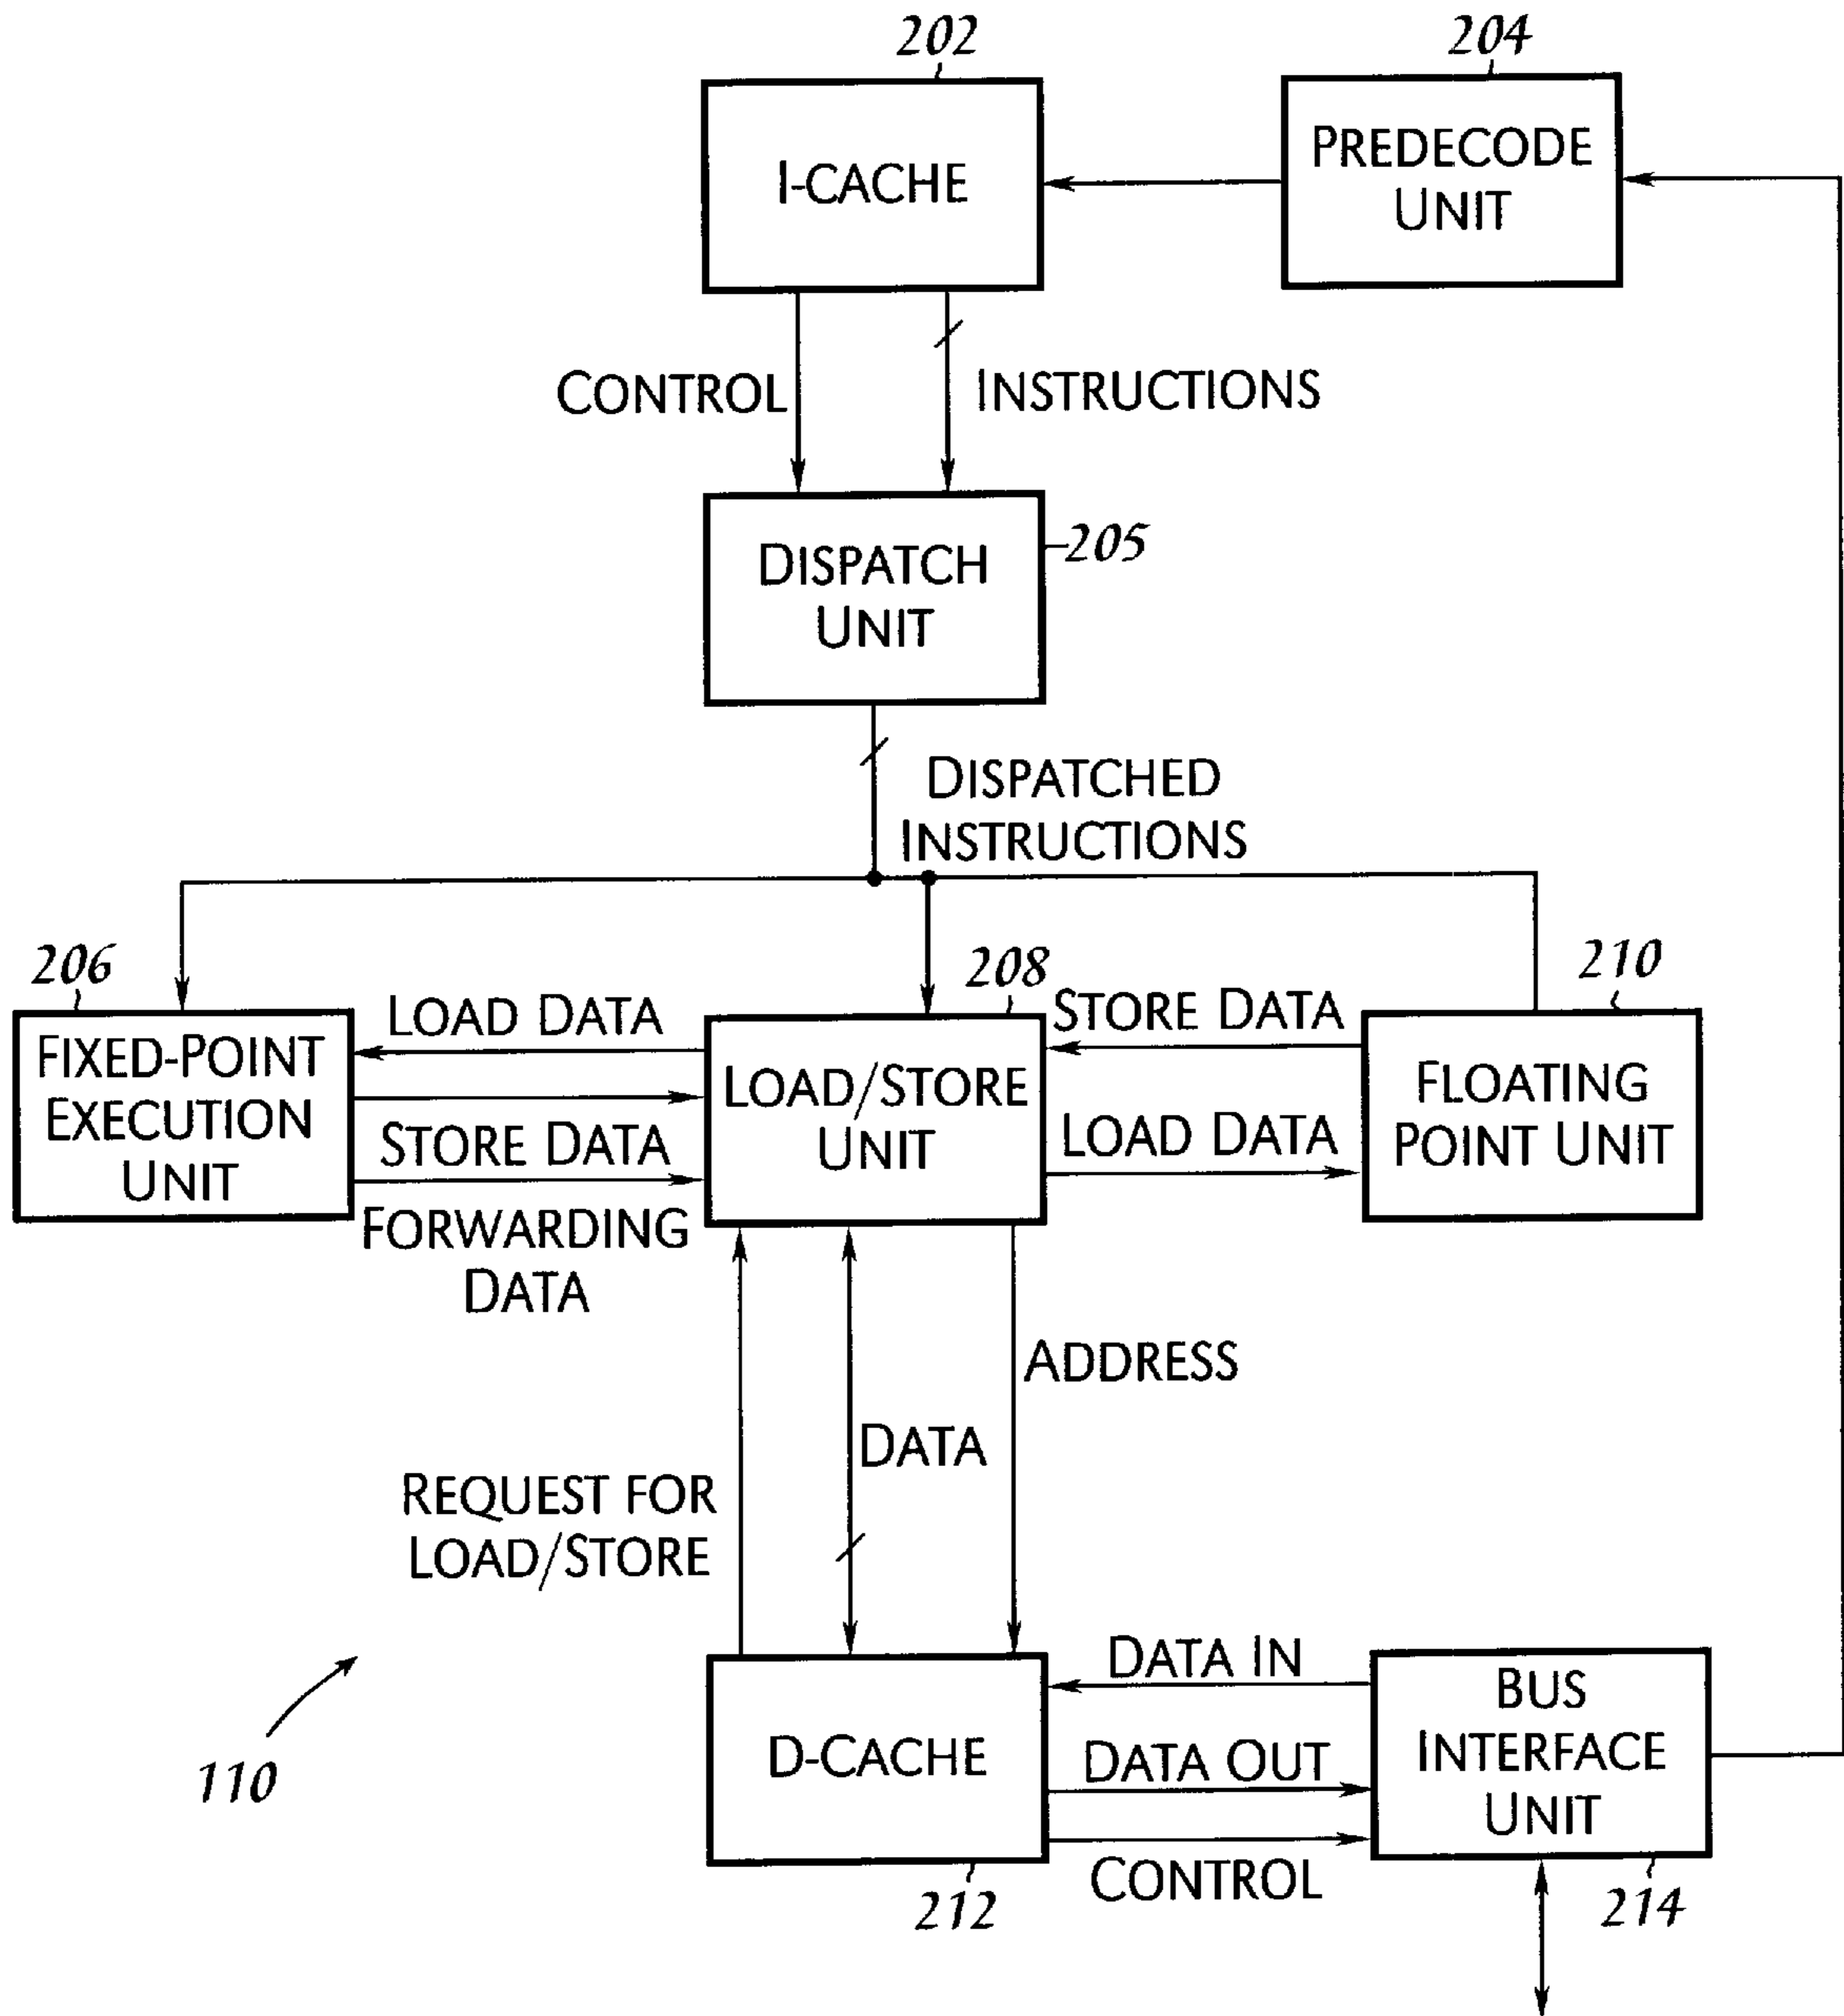 202
204
I-CACHE
PREDECODE
UNIT
CONTROL
INSTRUCTIONS
DISPATCH
UNIT
205
DISPATCHED
INSTRUCTIONS
206
208
210
FIXED-POINT
EXECUTION
UNIT
LOAD DATA
STORE DATA
FORWARDING
DATA
LOAD/STORE
UNIT
STORE DATA
LOAD DATA
FLOATING
POINT UNIT
ADDRESS
DATA
REQUEST FOR
LOAD/STORE
110
D-CACHE
212
DATA IN
DATA OUT
CONTROL
BUS
INTERFACE
UNIT
214